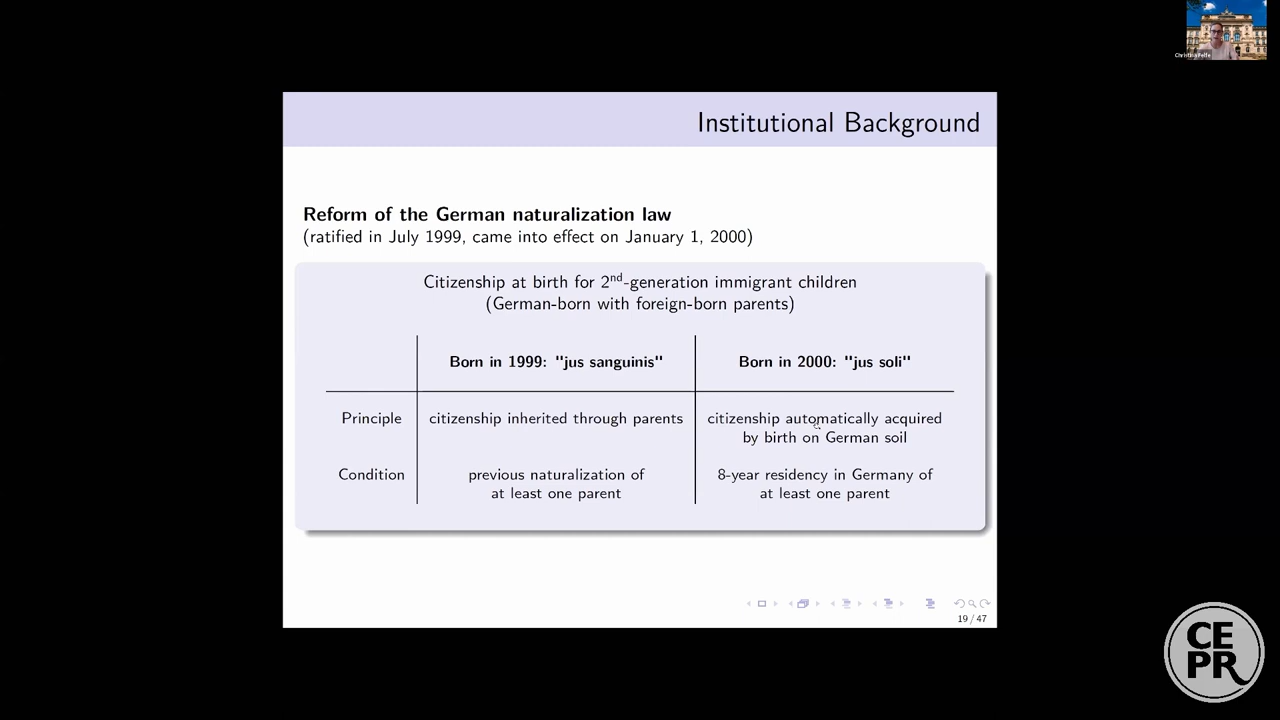 Christina Felfe
Institutional Background
Reform of the German naturalization law
(ratified in July 1999, came into effect on January 1, 2000)
Citizenship at birth for 2nd-generation immigrant children
(German-born with foreign-born parents)
Born in 1999: "jus sanguinis" Born in 2000: "jus soli"
Principle citizenship inherited through parents citizenship automatically acquired
by birth on German soil
Condition previous naturalization of 8-year residency in Germany of
at least one parent at least one parent
19 / 47
CE
PR